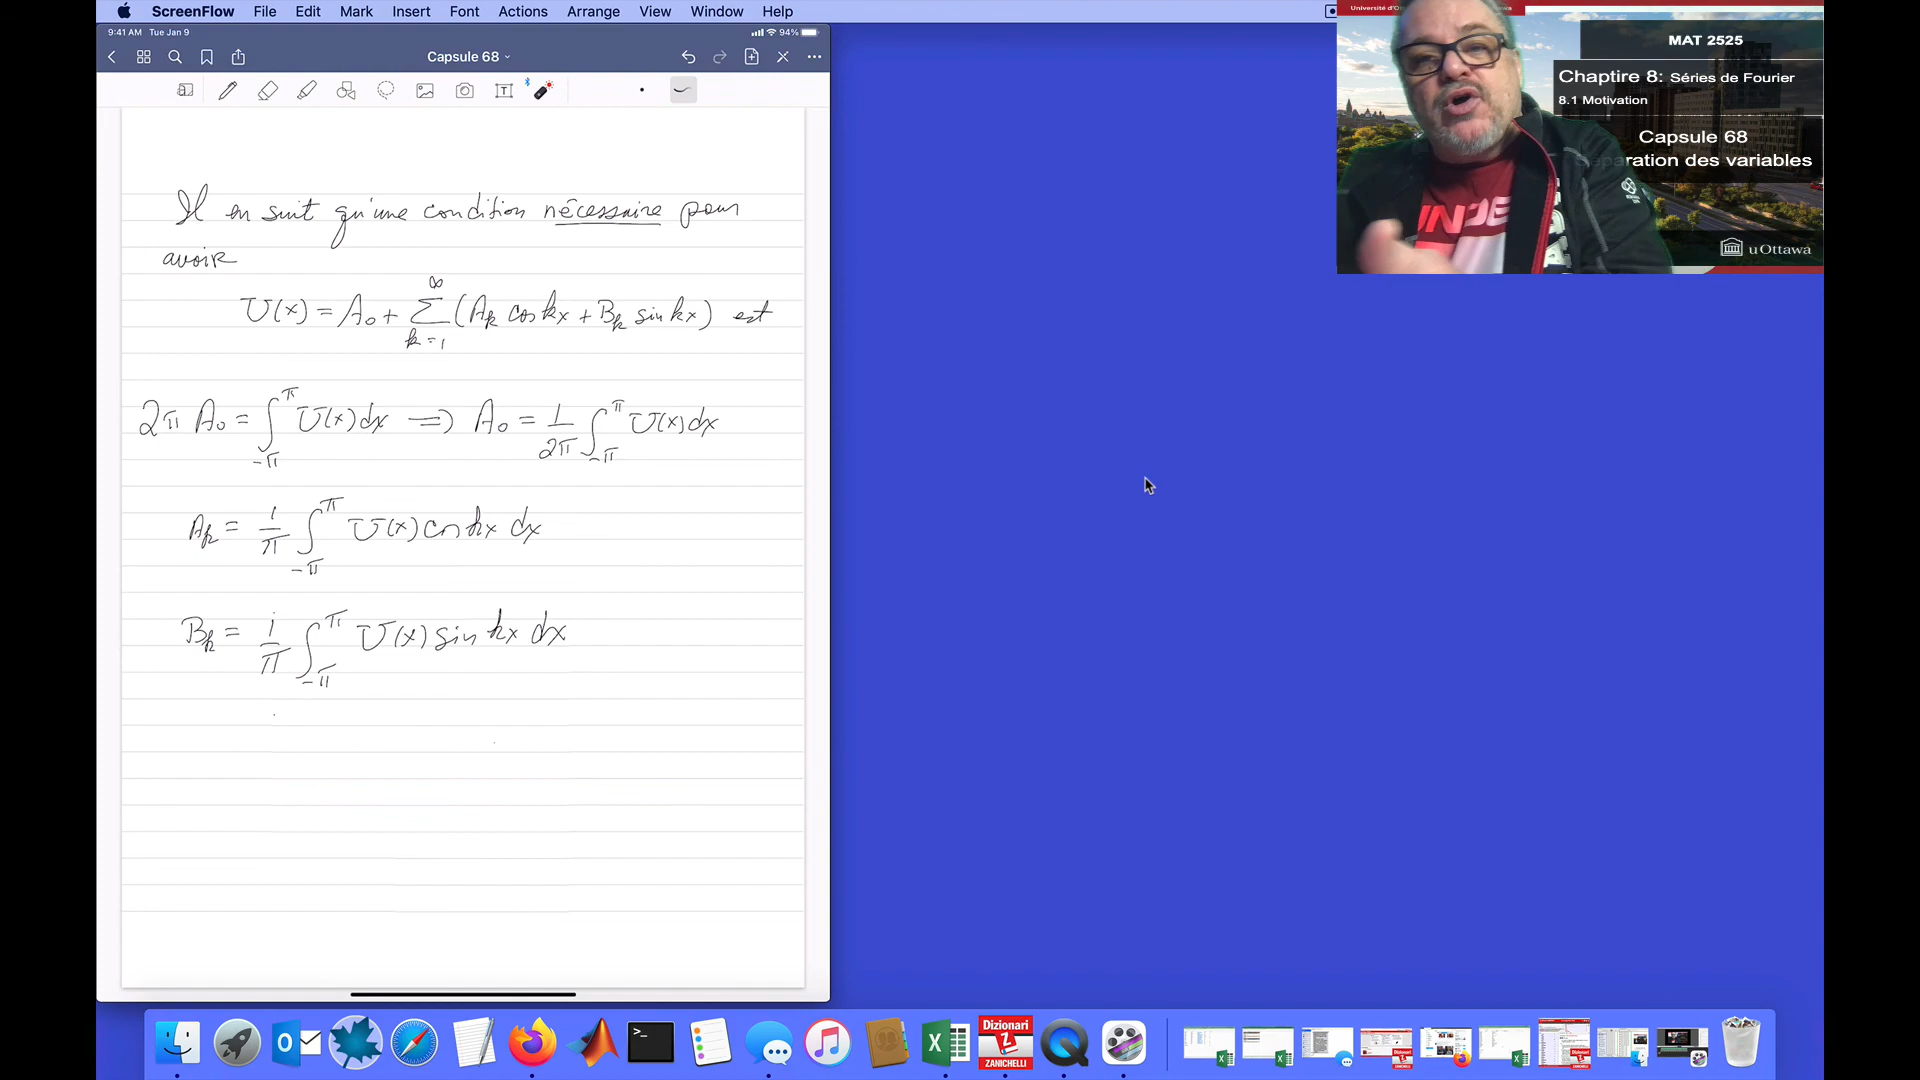 ScreenFlow File Edit Mark Insert Font Actions Arrange View Window Help
9:41 AM Tue Jan 9
94%
Capsule 68
Il en suit qu'une condition nécessaire pour
avoir
U(x) = A₀ + ∑_{k=1}^{∞} (A_k cos kx + B_k sin kx) est
2π A₀ = ∫_{-π}^{π} U(x) dx ⟹ A₀ = 1/2π ∫_{-π}^{π} U(x) dx
A_k = 1/π ∫_{-π}^{π} U(x) cos kx dx
B_k = 1/π ∫_{-π}^{π} U(x) sin kx dx
MAT 2525
Chaptire 8: Séries de Fourier
8.1 Motivation
Capsule 68
ration des variables
uOttawa
Dizionari
Z
ZANICHELLI